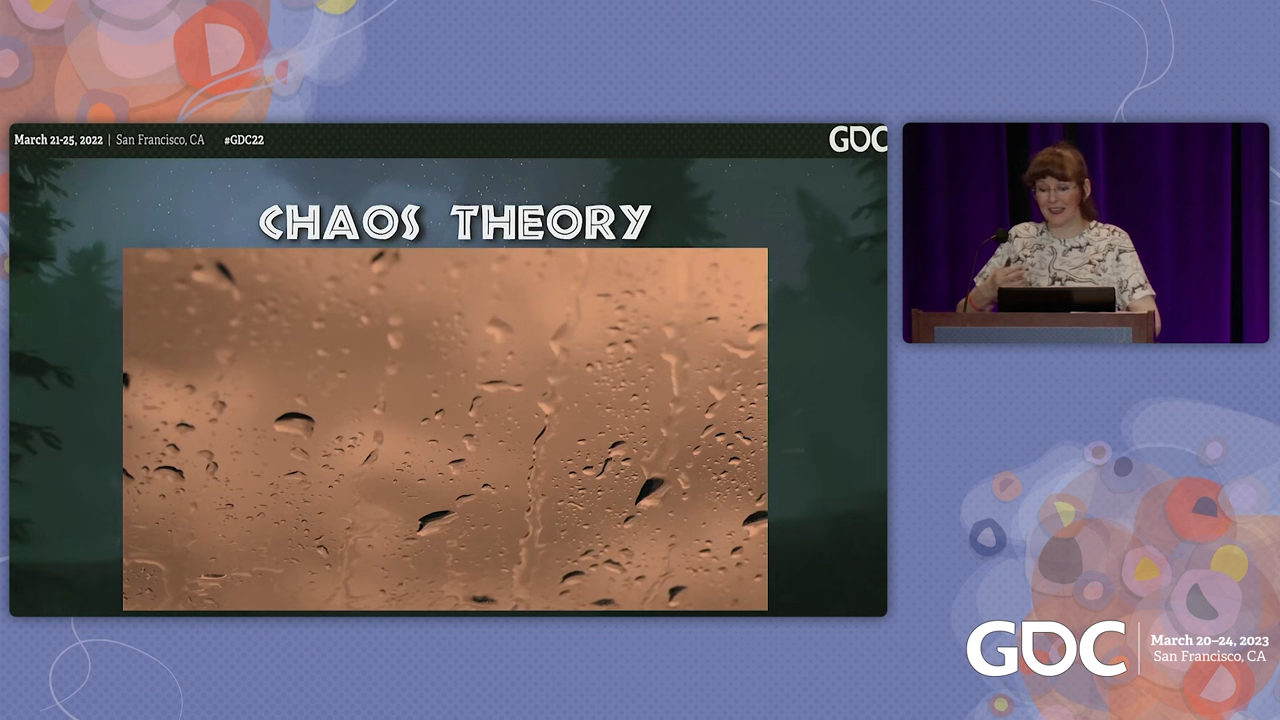 March 21-25, 2022 | San Francisco, CA #GDC22
GDC
CHAOS THEORY
GDC
March 20–24, 2023
San Francisco, CA